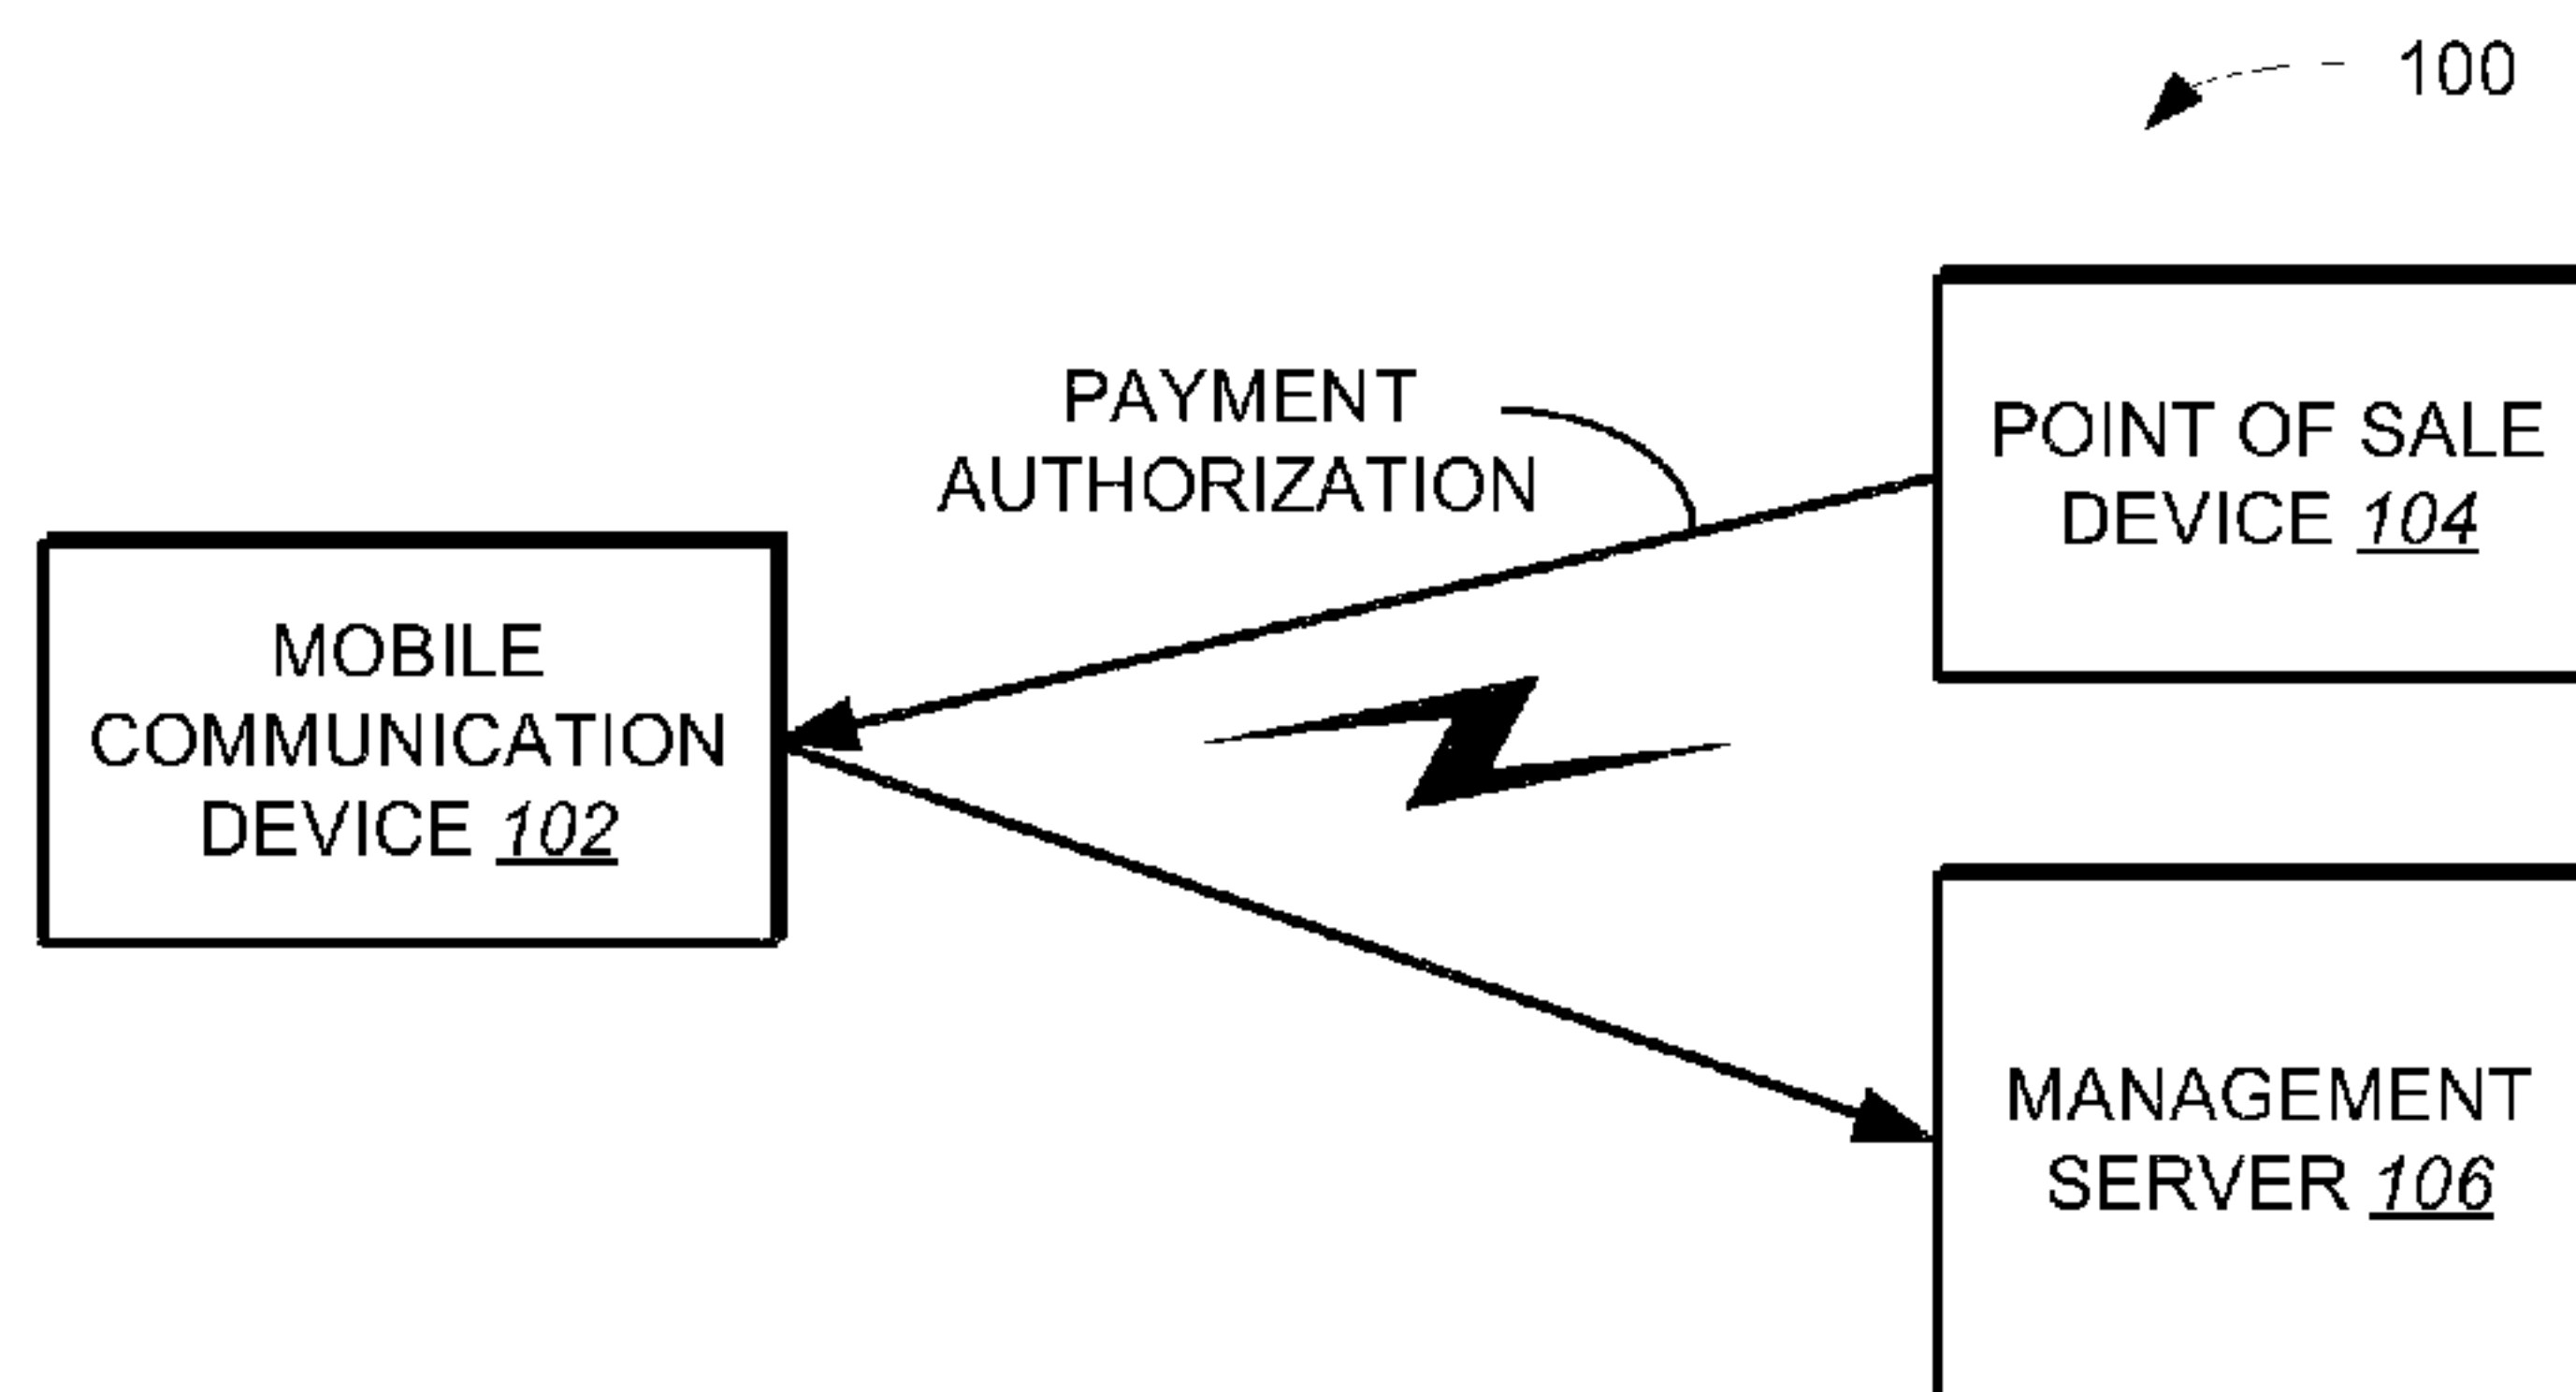 100
PAYMENT
AUTHORIZATION
POINT OF SALE
DEVICE 104
MOBILE
COMMUNICATION
DEVICE 102
MANAGEMENT
SERVER 106